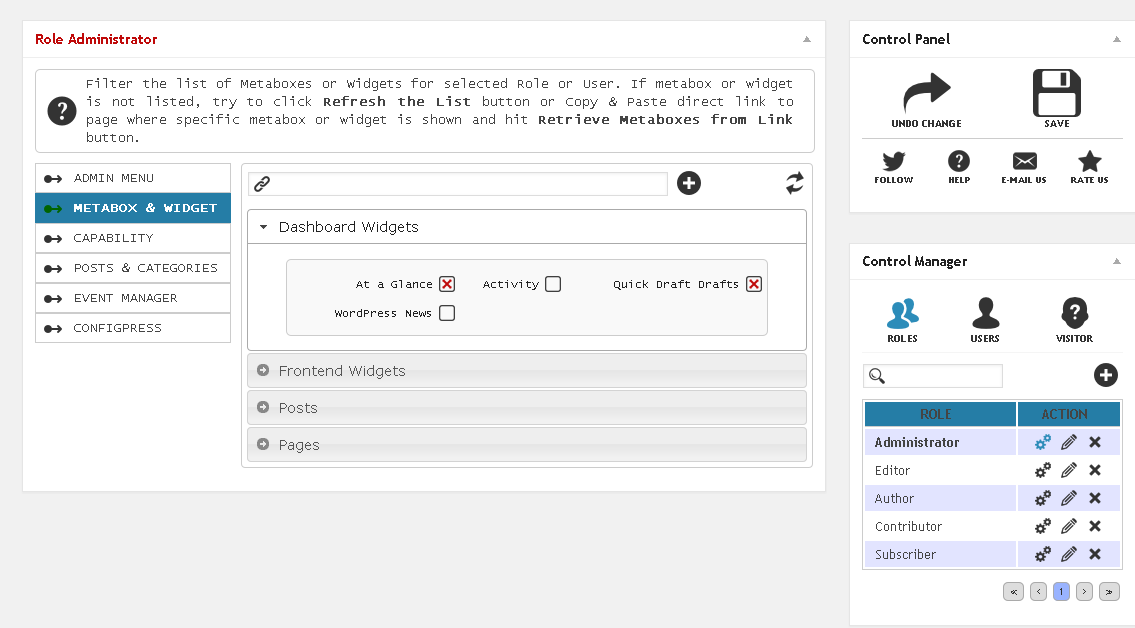 Role Administrator
Filter the list of Metaboxes or Widgets for selected Role or User. If metabox or widget
is not listed, try to click Refresh the List button or Copy & Paste direct link to
page where specific metabox or widget is shown and hit Retrieve Metaboxes from Link
button.
ADMIN MENU
METABOX & WIDGET
CAPABILITY
POSTS & CATEGORIES
EVENT MANAGER
CONFIGPRESS
Dashboard Widgets
At a Glance
Activity
Quick Draft Drafts
WordPress News
Frontend Widgets
Posts
Pages
Control Panel
UNDO CHANGE
SAVE
FOLLOW
HELP
E-MAIL US
RATE US
Control Manager
ROLES
USERS
VISITOR
ROLE ACTION
Administrator
Editor
Author
Contributor
Subscriber
« ‹ 1 › »